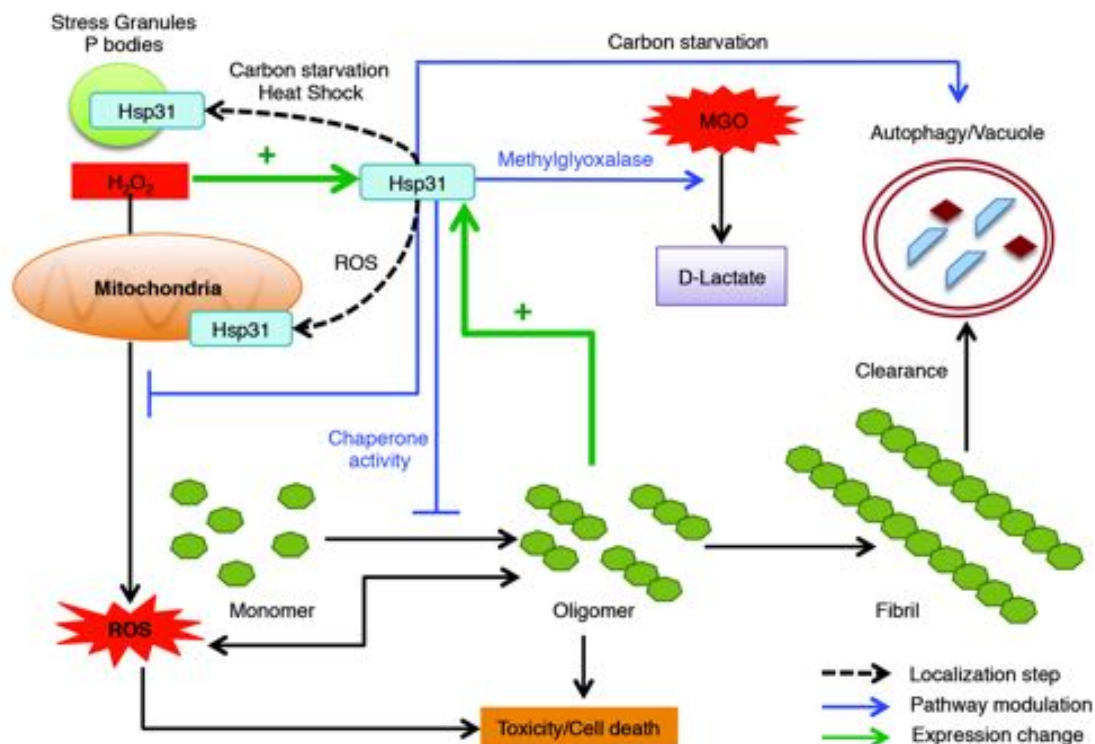 Stress Granules
P bodies
Carbon starvation
Carbon starvation
Heat Shock
Hsp31
MGO
Autophagy/Vacuole
+
H₂O₂
Hsp31
Methylglyoxalase
ROS
D-Lactate
Mitochondria
Hsp31
+
Clearance
Chaperone
activity
Monomer
Oligomer
Fibril
ROS
Localization step
Pathway modulation
Toxicity/Cell death
Expression change